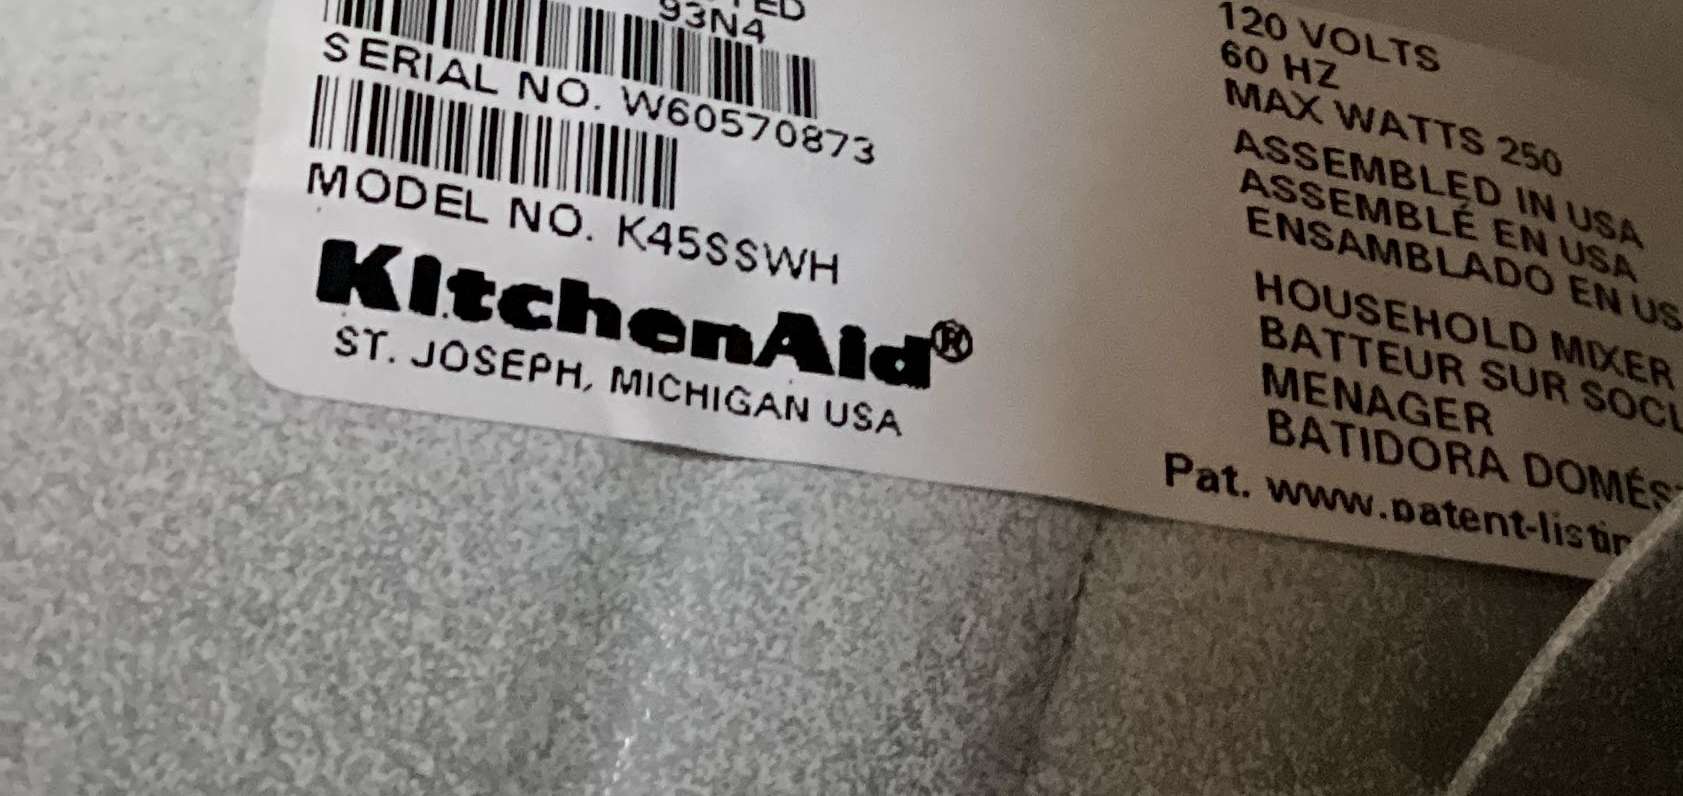 93N4
SERIAL NO. W60570873
MODEL NO. K45SSWH
KitchenAid®
ST. JOSEPH, MICHIGAN USA
120 VOLTS
60 HZ
MAX WATTS 250
ASSEMBLED IN USA
ASSEMBLÉ EN USA
ENSAMBLADO EN US
HOUSEHOLD MIXER
BATTEUR SUR SOCL
MENAGER
BATIDORA DOMÉS
Pat. www.patent-listin